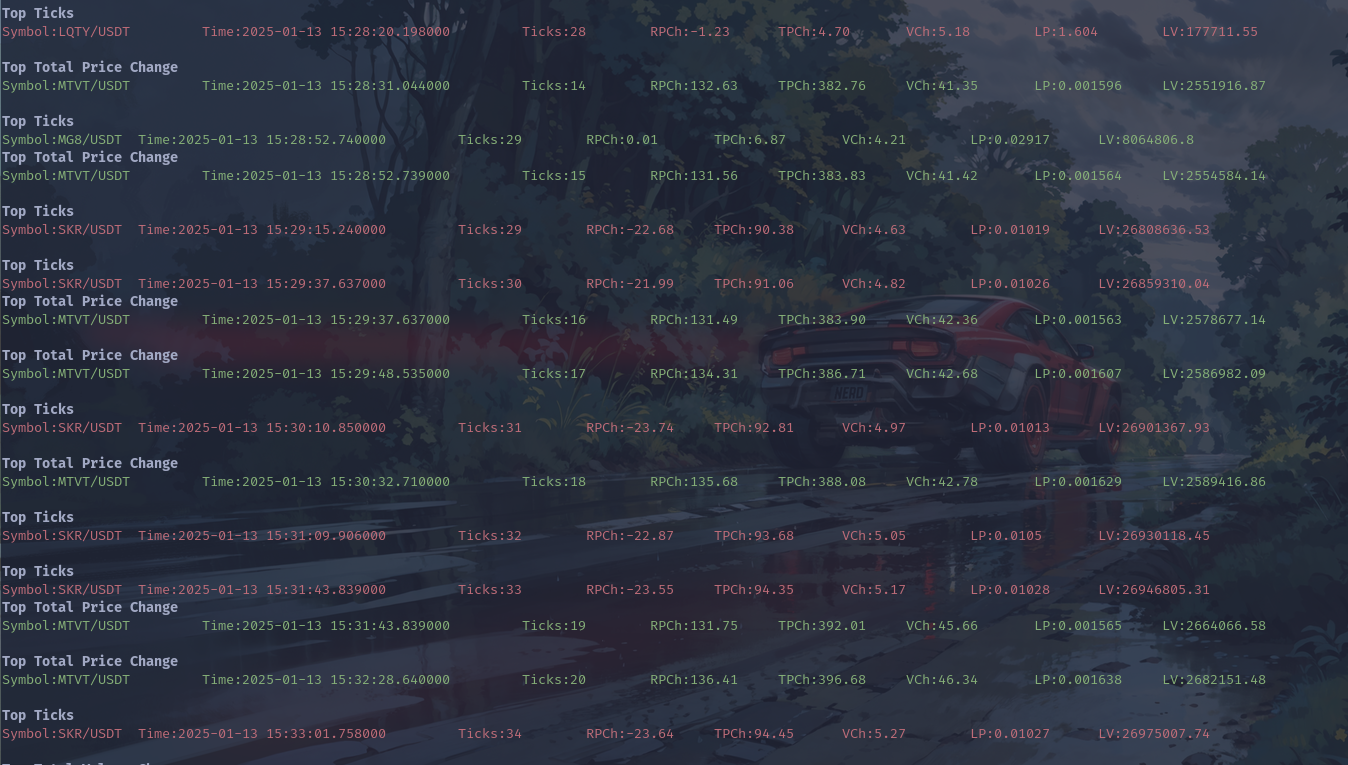 Top Ticks
Symbol:LQTY/USDT Time:2025-01-13 15:28:20.198000 Ticks:28 RPCh:-1.23 TPCh:4.70 VCh:5.18 LP:1.604 LV:177711.55
Top Total Price Change
Symbol:MTVT/USDT Time:2025-01-13 15:28:31.044000 Ticks:14 RPCh:132.63 TPCh:382.76 VCh:41.35 LP:0.001596 LV:2551916.87
Top Ticks
Symbol:MG8/USDT Time:2025-01-13 15:28:52.740000 Ticks:29 RPCh:0.01 TPCh:6.87 VCh:4.21 LP:0.02917 LV:8064806.8
Top Total Price Change
Symbol:MTVT/USDT Time:2025-01-13 15:28:52.739000 Ticks:15 RPCh:131.56 TPCh:383.83 VCh:41.42 LP:0.001564 LV:2554584.14
Top Ticks
Symbol:SKR/USDT Time:2025-01-13 15:29:15.240000 Ticks:29 RPCh:-22.68 TPCh:90.38 VCh:4.63 LP:0.01019 LV:26808636.53
Top Ticks
Symbol:SKR/USDT Time:2025-01-13 15:29:37.637000 Ticks:30 RPCh:-21.99 TPCh:91.06 VCh:4.82 LP:0.01026 LV:26859310.04
Top Total Price Change
Symbol:MTVT/USDT Time:2025-01-13 15:29:37.637000 Ticks:16 RPCh:131.49 TPCh:383.90 VCh:42.36 LP:0.001563 LV:2578677.14
Top Total Price Change
Symbol:MTVT/USDT Time:2025-01-13 15:29:48.535000 Ticks:17 RPCh:134.31 TPCh:386.71 VCh:42.68 LP:0.001607 LV:2586982.09
NERD
Top Ticks
Symbol:SKR/USDT Time:2025-01-13 15:30:10.850000 Ticks:31 RPCh:-23.74 TPCh:92.81 VCh:4.97 LP:0.01013 LV:26901367.93
Top Total Price Change
Symbol:MTVT/USDT Time:2025-01-13 15:30:32.710000 Ticks:18 RPCh:135.68 TPCh:388.08 VCh:42.78 LP:0.001629 LV:2589416.86
Top Ticks
Symbol:SKR/USDT Time:2025-01-13 15:31:09.906000 Ticks:32 RPCh:-22.87 TPCh:93.68 VCh:5.05 LP:0.0105 LV:26930118.45
Top Ticks
Symbol:SKR/USDT Time:2025-01-13 15:31:43.839000 Ticks:33 RPCh:-23.55 TPCh:94.35 VCh:5.17 LP:0.01028 LV:26946805.31
Top Total Price Change
Symbol:MTVT/USDT Time:2025-01-13 15:31:43.839000 Ticks:19 RPCh:131.75 TPCh:392.01 VCh:45.66 LP:0.001565 LV:2664066.58
Top Total Price Change
Symbol:MTVT/USDT Time:2025-01-13 15:32:28.640000 Ticks:20 RPCh:136.41 TPCh:396.68 VCh:46.34 LP:0.001638 LV:2682151.48
Top Ticks
Symbol:SKR/USDT Time:2025-01-13 15:33:01.758000 Ticks:34 RPCh:-23.64 TPCh:94.45 VCh:5.27 LP:0.01027 LV:26975007.74